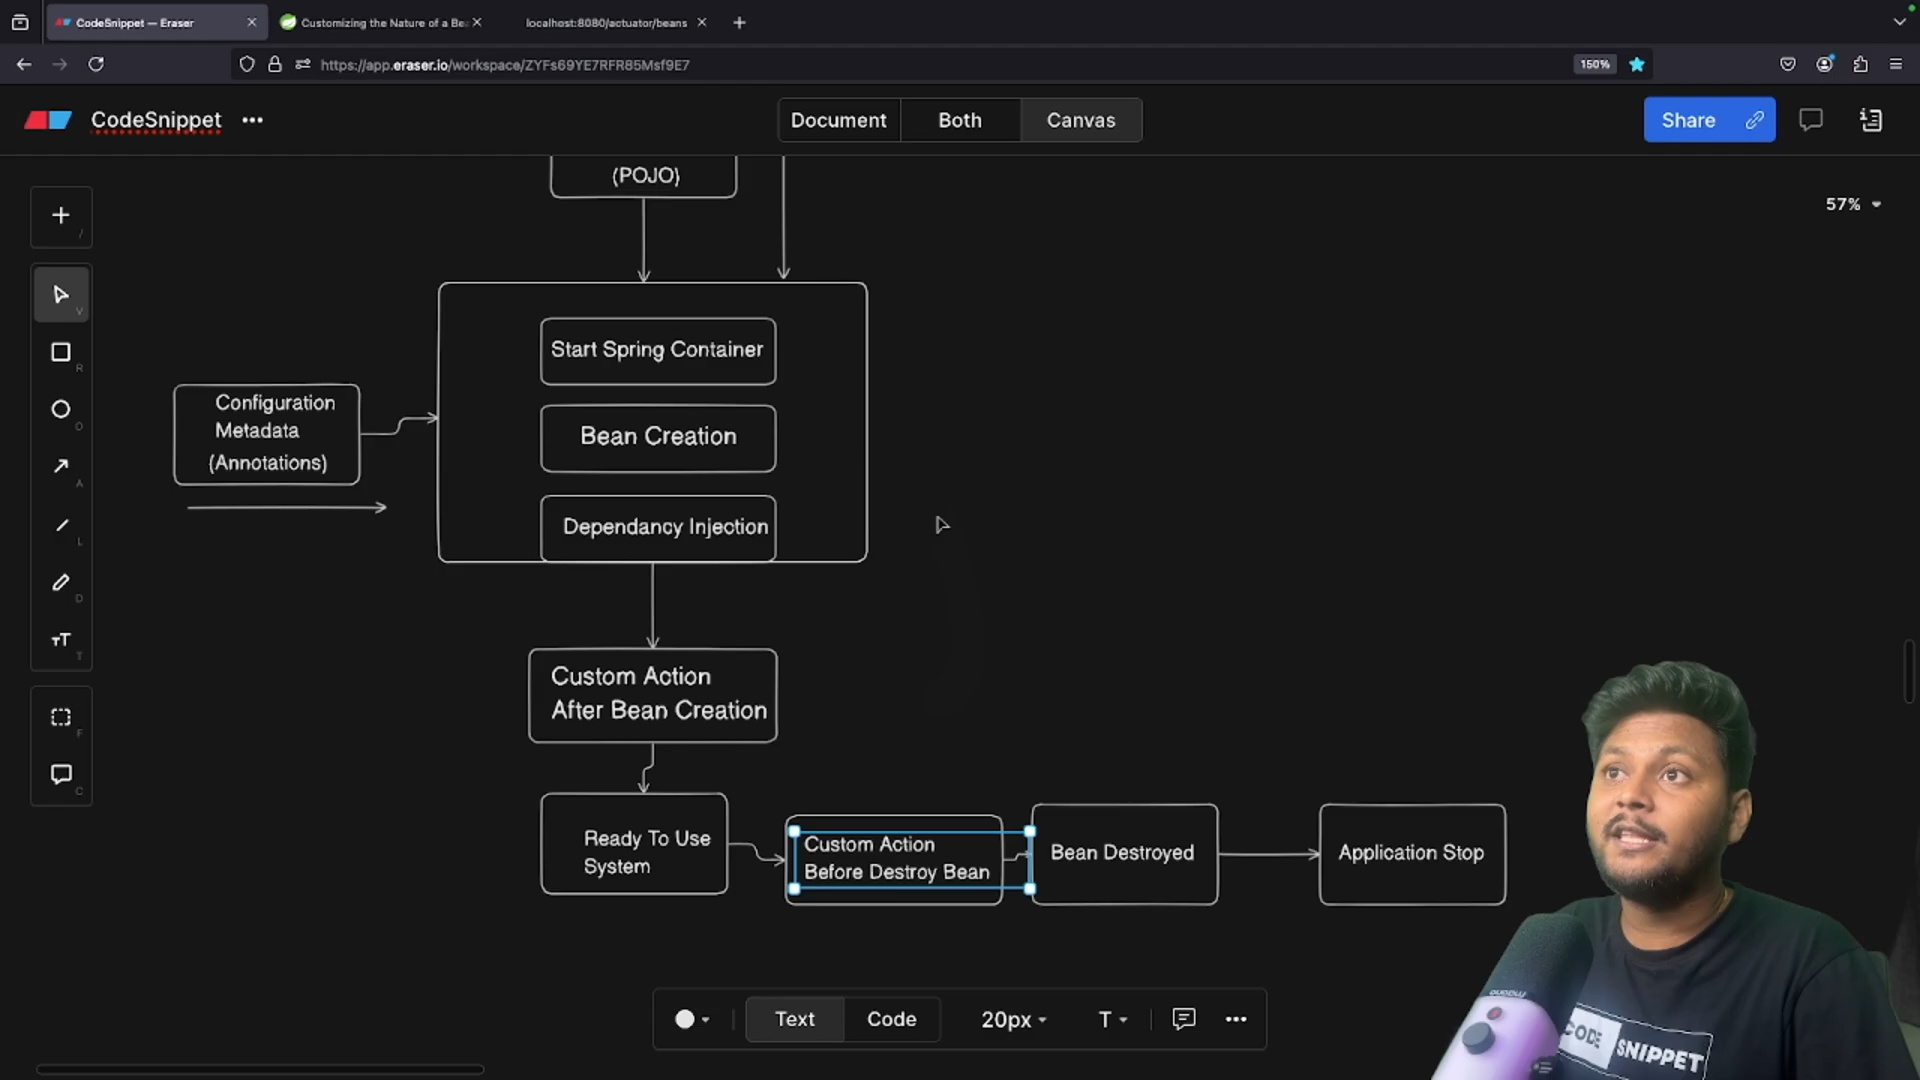 CodeSnippet — Eraser
Customizing the Nature of a Be
localhost:8080/actuator/beans
https://app.eraser.io/workspace/ZYFs69YE7RFR85Msf9E7
150%
CodeSnippet
Document
Both
Canvas
Share
57%
(POJO)
Start Spring Container
Bean Creation
Dependancy Injection
Configuration
Metadata
(Annotations)
Custom Action
After Bean Creation
Ready To Use
System
Custom Action
Before Destroy Bean
Bean Destroyed
Application Stop
/
V
R
O
A
L
D
T
F
C
Text
Code
20px
T
CODE
SNIPPET